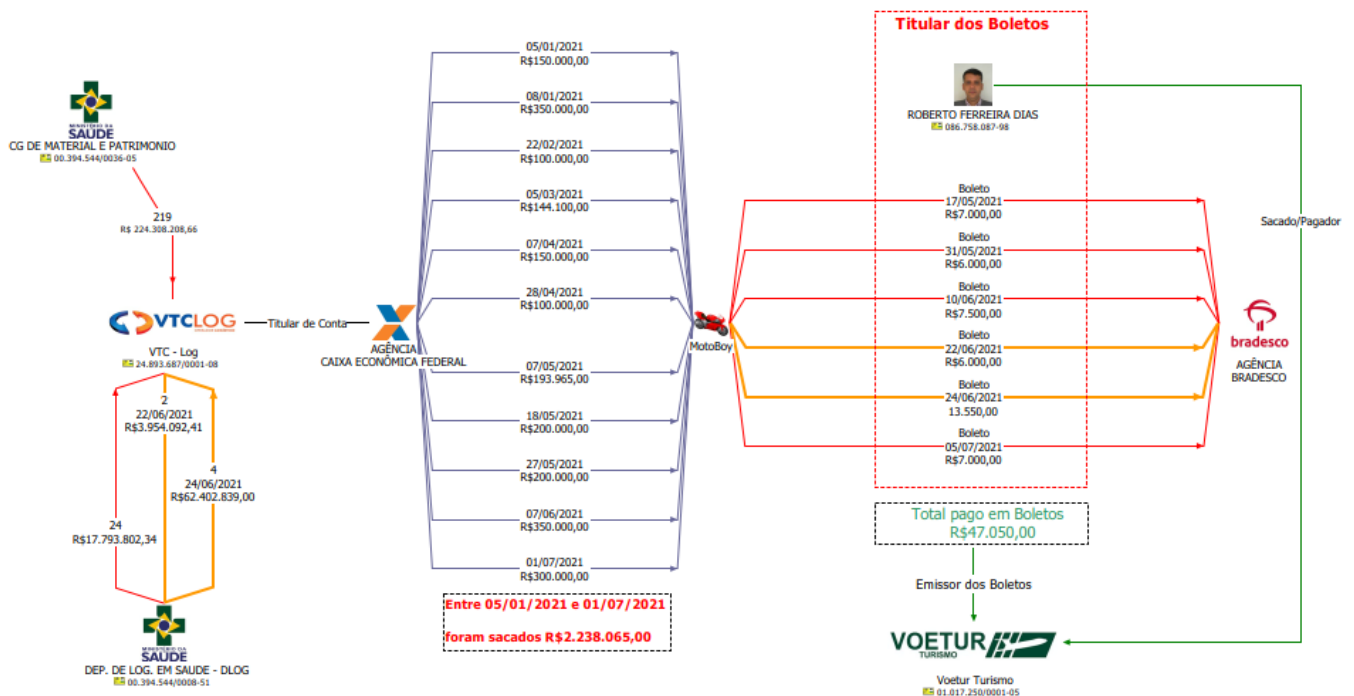 MINISTÉRIO DA
SAÚDE
CG DE MATERIAL E PATRIMONIO
00.394.544/0036-05
219
R$ 224.308.208,66
VTCLOG
VTC - Log
24.893.687/0001-08
2
22/06/2021
R$3.954.092,41
4
24/06/2021
R$62.402.839,00
24
R$17.793.802,34
MINISTÉRIO DA
SAÚDE
DEP. DE LOG. EM SAUDE - DLOG
00.394.544/0008-51
Titular de Conta
AGÊNCIA
CAIXA ECONÔMICA FEDERAL
05/01/2021
R$150.000,00
08/01/2021
R$350.000,00
22/02/2021
R$100.000,00
05/03/2021
R$144.100,00
07/04/2021
R$150.000,00
28/04/2021
R$100.000,00
07/05/2021
R$193.965,00
18/05/2021
R$200.000,00
27/05/2021
R$200.000,00
07/06/2021
R$350.000,00
01/07/2021
R$300.000,00
Entre 05/01/2021 e 01/07/2021
foram sacados R$2.238.065,00
MotoBoy
Titular dos Boletos
ROBERTO FERREIRA DIAS
086.758.087-98
Boleto
17/05/2021
R$7.000,00
Boleto
31/05/2021
R$6.000,00
Boleto
10/06/2021
R$7.500,00
Boleto
22/06/2021
R$6.000,00
Boleto
24/06/2021
13.550,00
Boleto
05/07/2021
R$7.000,00
Sacado/Pagador
bradesco
AGÊNCIA
BRADESCO
Total pago em Boletos
R$47.050,00
Emissor dos Boletos
VOETUR
TURISMO
Voetur Turismo
01.017.250/0001-05